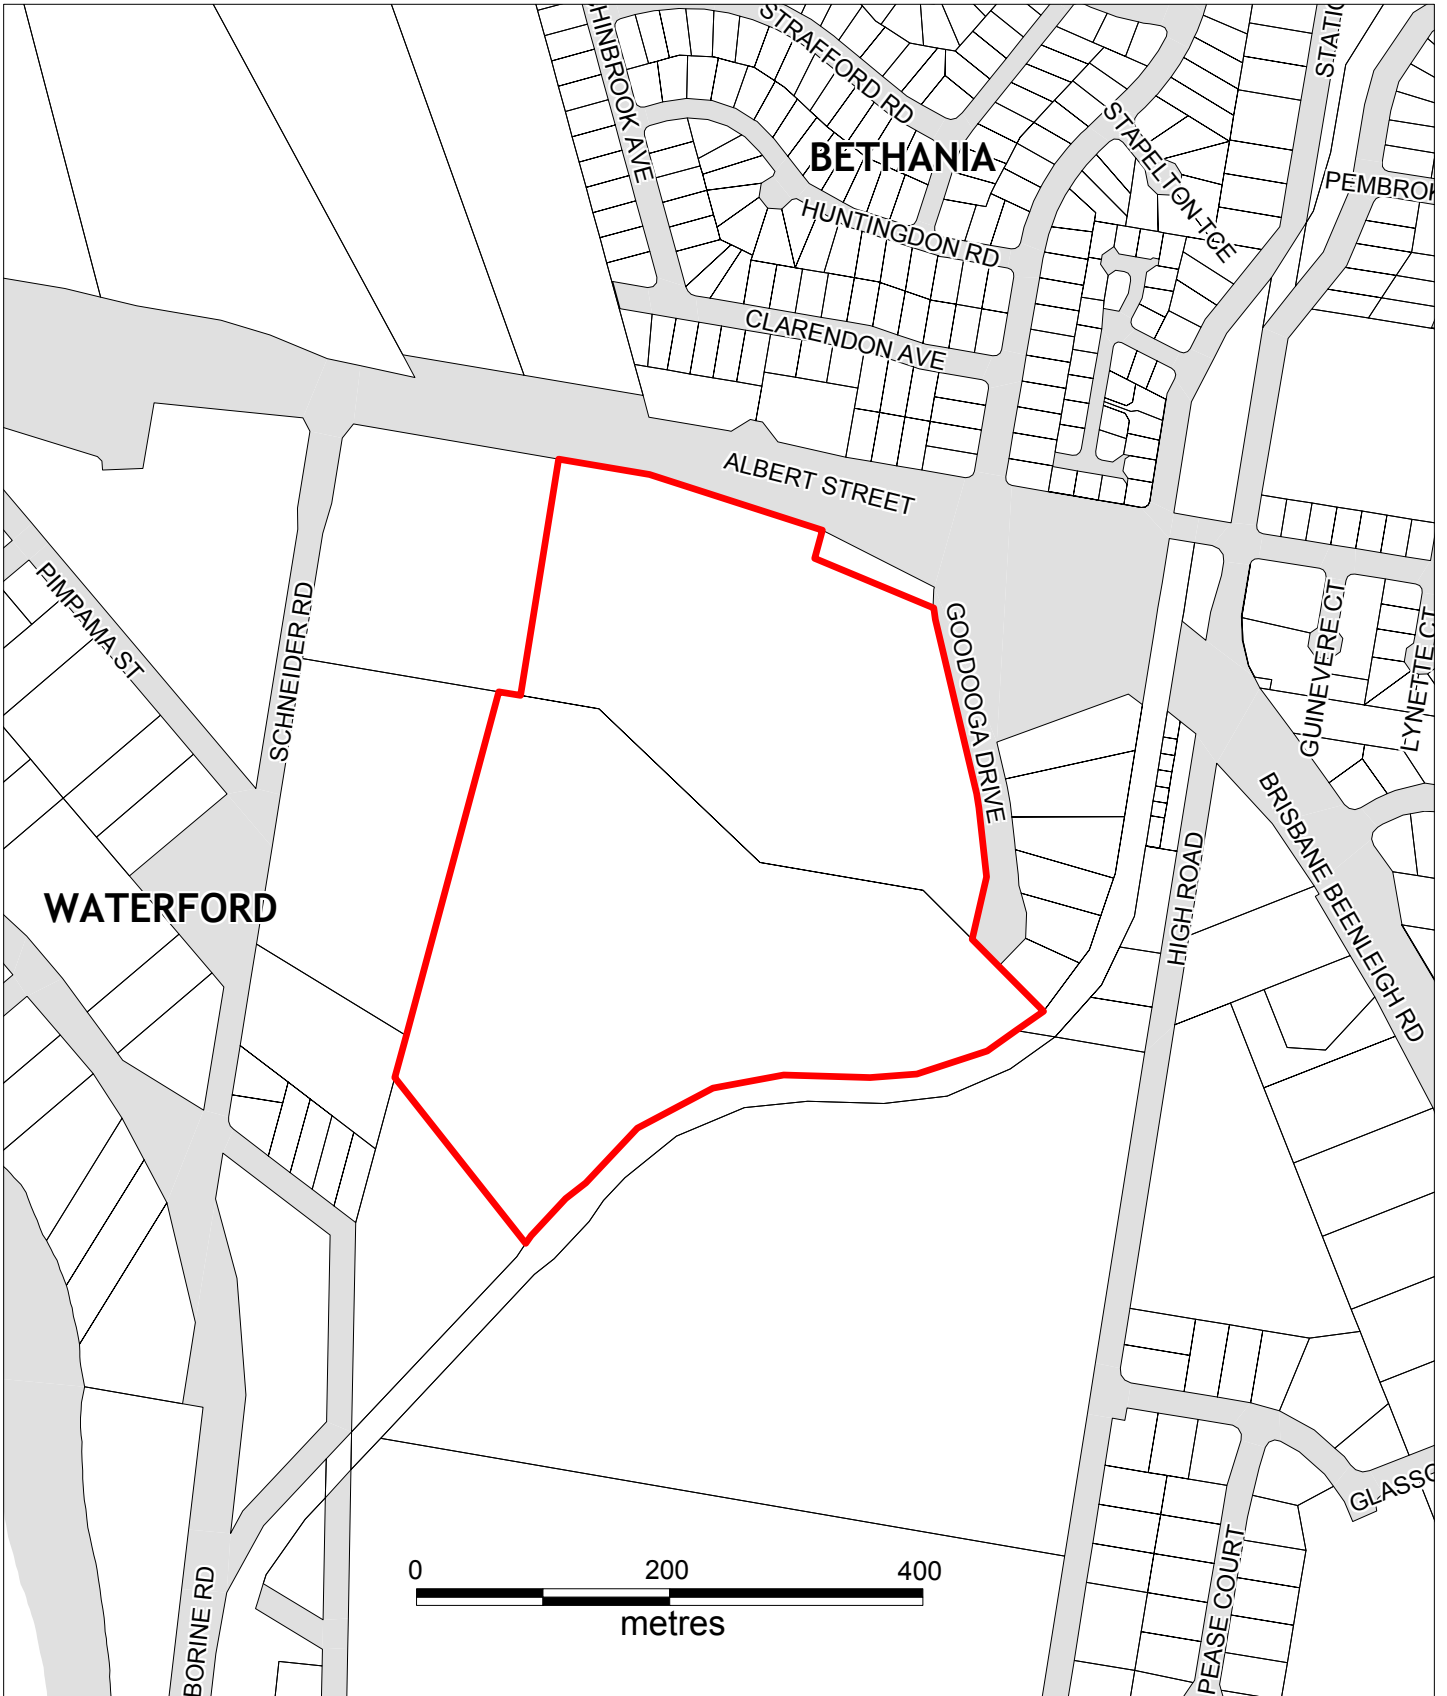 HINBROOK AVE
STRAFFORD RD
STATIO
BETHANIA
STAPELTON TCE
PEMBROK
HUNTINGDON RD
CLARENDON AVE
ALBERT STREET
PIMPAMA ST
SCHNEIDER RD
GOODOOGA DRIVE
GUINEVERE CT
LYNETTE CT
WATERFORD
HIGH ROAD
BRISBANE BEENLEIGH RD
GLASSG
BORINE RD
PEASE COURT
0 200 400
metres